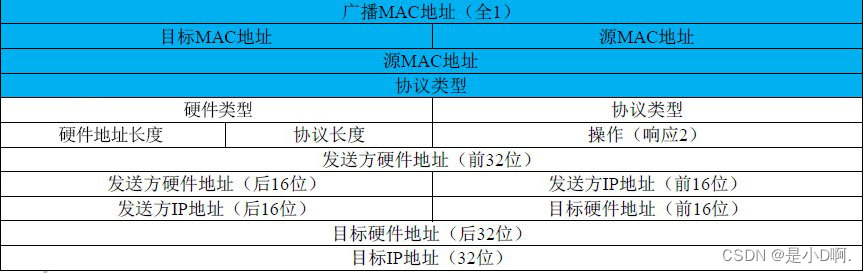 广播MAC地址（全1）
目标MAC地址 源MAC地址
源MAC地址
协议类型
硬件类型 协议类型
硬件地址长度 协议长度 操作（响应2）
发送方硬件地址（前32位）
发送方硬件地址（后16位） 发送方IP地址（前16位）
发送方IP地址（后16位） 目标硬件地址（前16位）
目标硬件地址（后32位）
目标IP地址（32位）
CSDN @是小D啊.